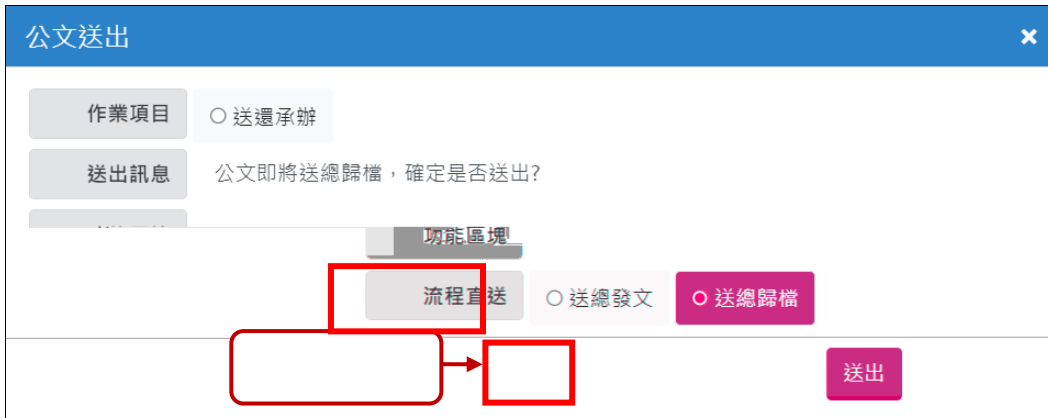 公文送出
作業項目 送還承辦
送出訊息 公文即將送總歸檔，確定是否送出?
功能區塊
流程直送 送總發文 送總歸檔
送出